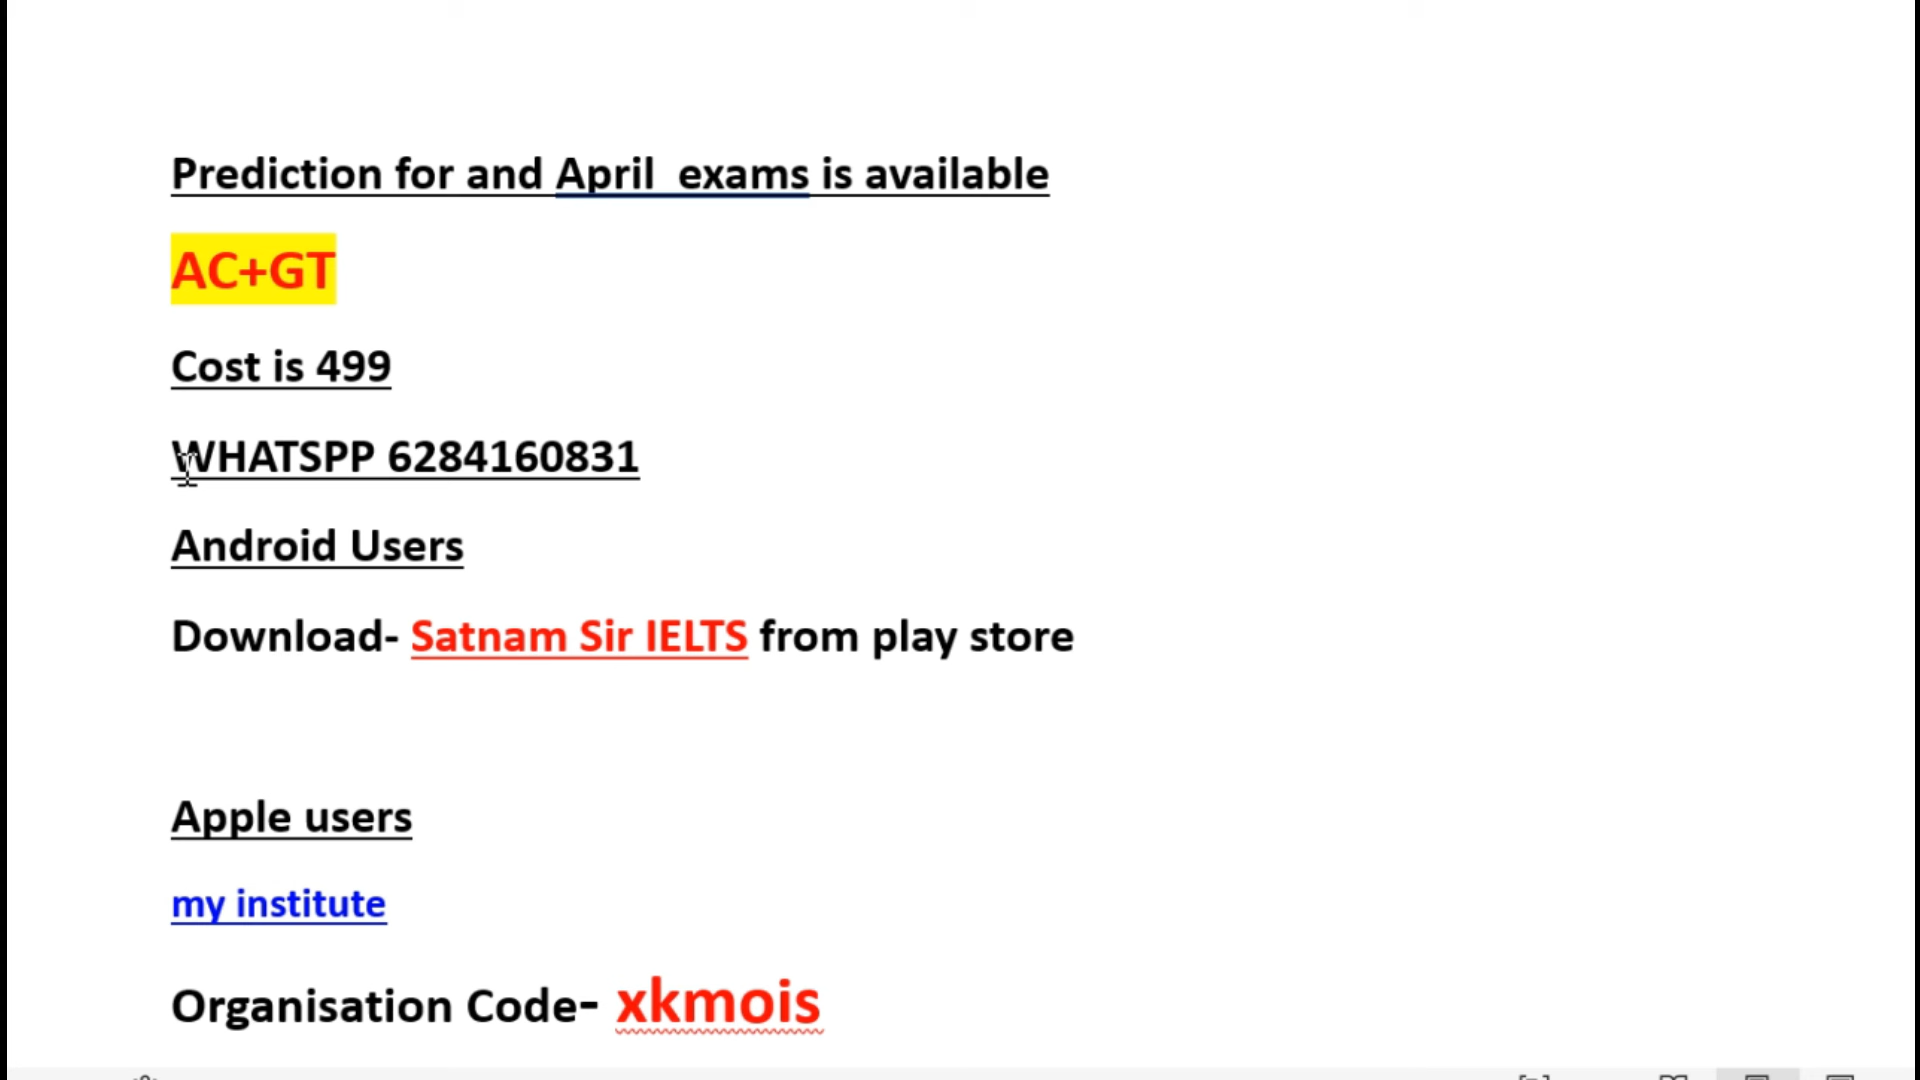 Prediction for and April  exams is available
AC+GT
Cost is 499
WHATSPP 6284160831
Android Users
Download- Satnam Sir IELTS from play store
Apple users
my institute
Organisation Code- xkmois